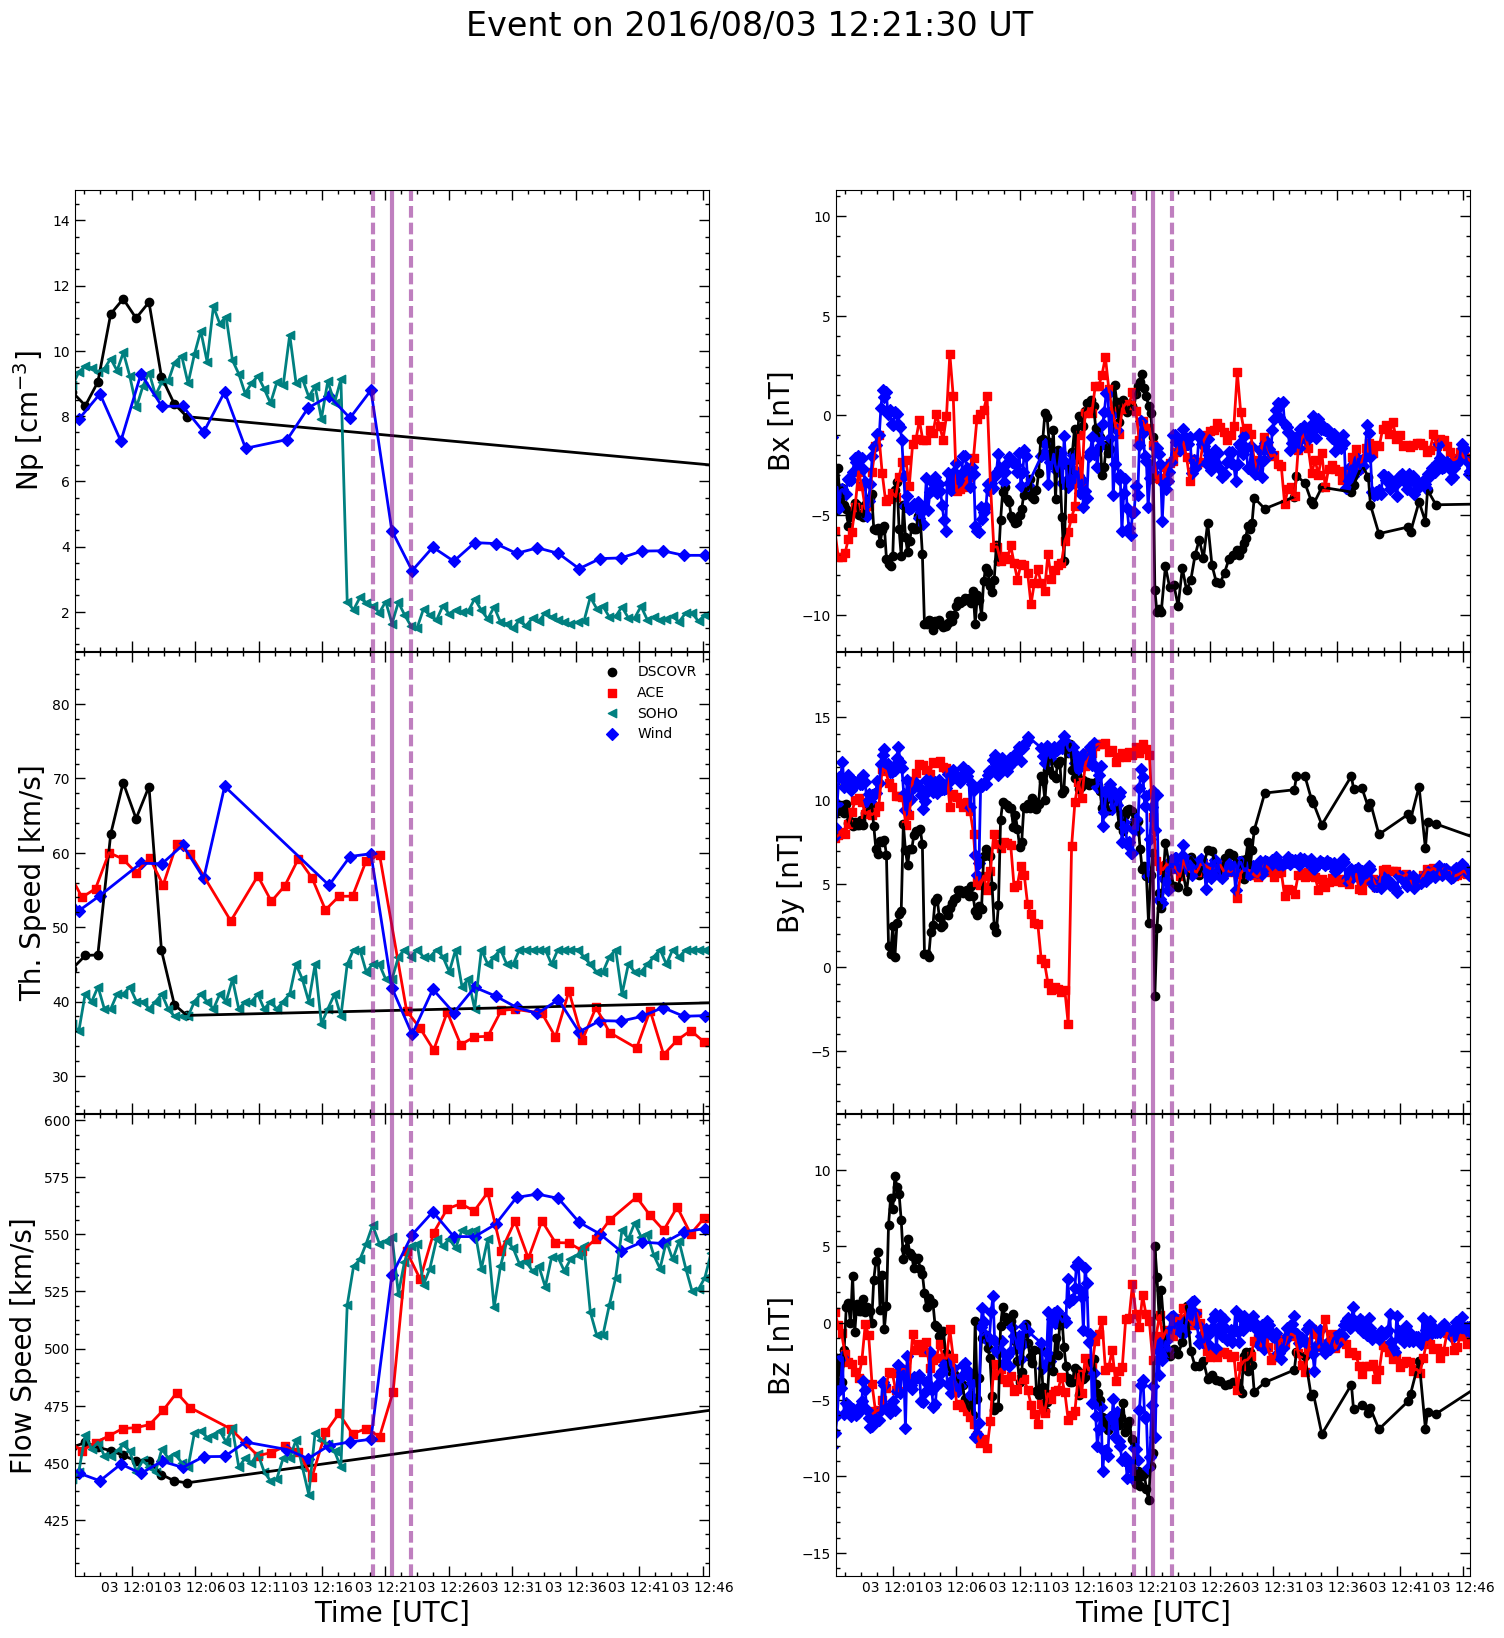 Event on 2016/08/03 12:21:30 UT
Np [cm⁻³]
14
12
10
8
6
4
2
Th. Speed [km/s]
80
70
60
50
40
30
DSCOVR
ACE
SOHO
Wind
Flow Speed [km/s]
600
575
550
525
500
475
450
425
03 12:01 03 12:06 03 12:11 03 12:16 03 12:21 03 12:26 03 12:31 03 12:36 03 12:41 03 12:46
Time [UTC]
Bx [nT]
10
5
0
−5
−10
By [nT]
15
10
5
0
−5
Bz [nT]
10
5
0
−5
−10
−15
03 12:01 03 12:06 03 12:11 03 12:16 03 12:21 03 12:26 03 12:31 03 12:36 03 12:41 03 12:46
Time [UTC]